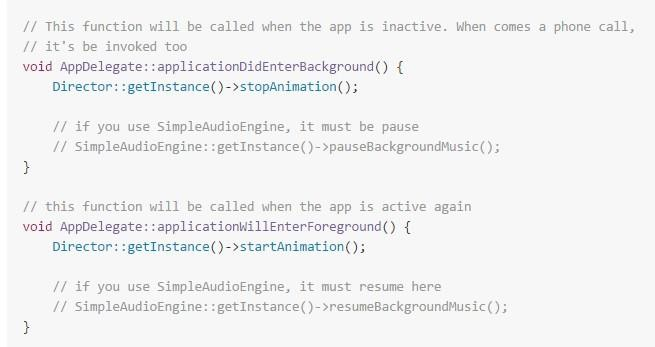 // This function will be called when the app is inactive. When comes a phone call,
// it's be invoked too
void AppDelegate::applicationDidEnterBackground() {
    Director::getInstance()->stopAnimation();

    // if you use SimpleAudioEngine, it must be pause
    // SimpleAudioEngine::getInstance()->pauseBackgroundMusic();
}

// this function will be called when the app is active again
void AppDelegate::applicationWillEnterForeground() {
    Director::getInstance()->startAnimation();

    // if you use SimpleAudioEngine, it must resume here
    // SimpleAudioEngine::getInstance()->resumeBackgroundMusic();
}